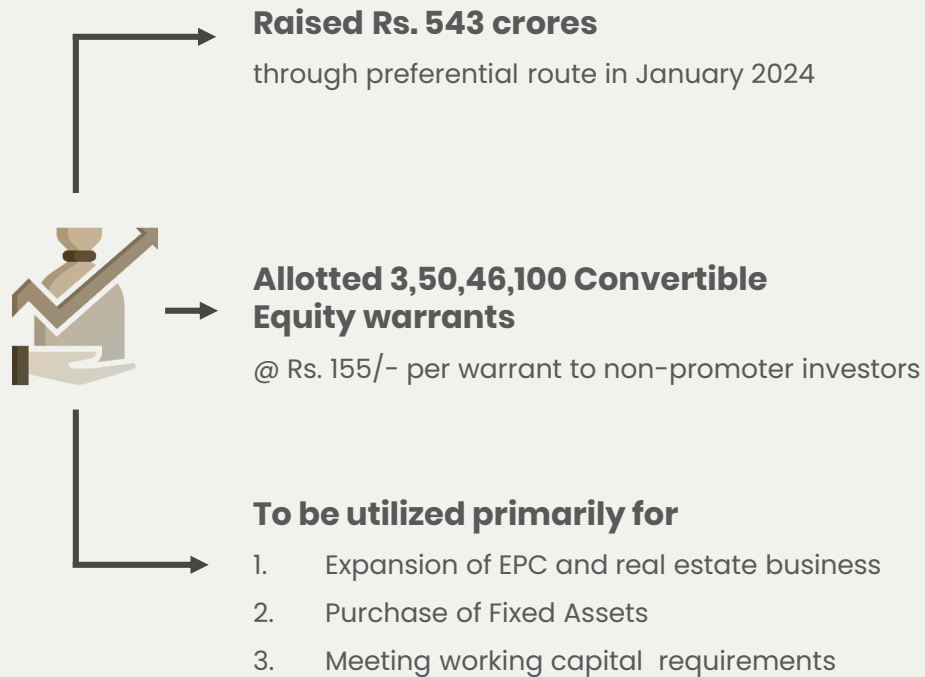 Raised Rs. 543 crores
through preferential route in January 2024
Allotted 3,50,46,100 Convertible
Equity warrants
@ Rs. 155/- per warrant to non-promoter investors
To be utilized primarily for
1. Expansion of EPC and real estate business
2. Purchase of Fixed Assets
3. Meeting working capital requirements